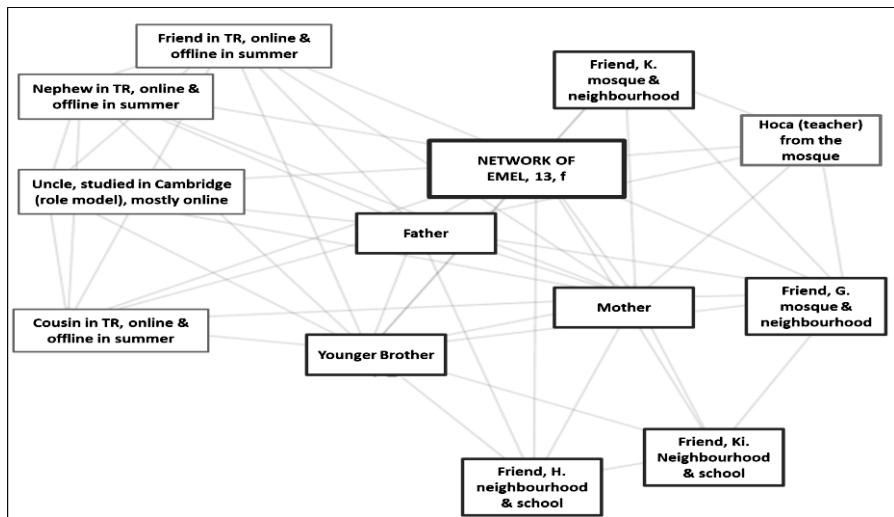 Friend in TR, online &
offline in summer
Friend, K.
mosque &
neighbourhood
Nephew in TR, online &
offline in summer
Hoca (teacher)
from the
mosque
NETWORK OF
EMEL, 13, f
Uncle, studied in Cambridge
(role model), mostly online
Father
Mother
Friend, G.
mosque &
neighbourhood
Cousin in TR, online &
offline in summer
Younger Brother
Friend, Ki.
Neighbourhood
& school
Friend, H.
neighbourhood
& school